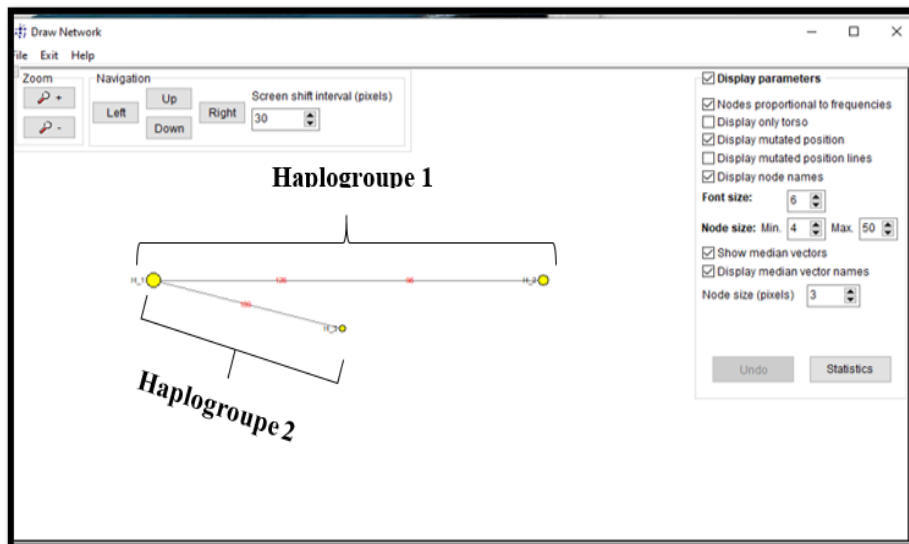 Draw Network
File Exit Help
Zoom
+
-
Navigation
Left
Up
Down
Right
Screen shift interval (pixels)
30
Display parameters
Nodes proportional to frequencies
Display only torso
Display mutated position
Display mutated position lines
Display node names
Font size: 6
Node size: Min. 4 Max. 50
Show median vectors
Display median vector names
Node size (pixels) 3
Undo
Statistics
Haplogroupe 1
H_1
H_2
Haplogroupe 2